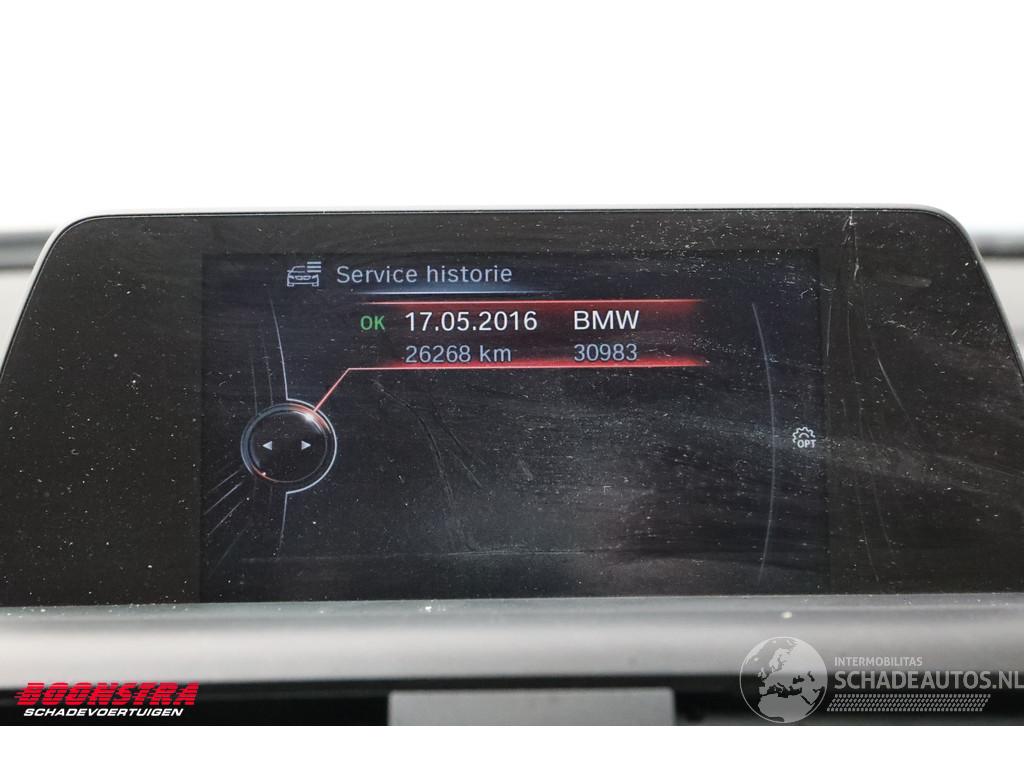 Service historie
OK 17.05.2016 BMW
26268 km 30983
OPT
BOONSTRA
SCHADEVOERTUIGEN
INTERMOBILITAS
SCHADEAUTOS.NL